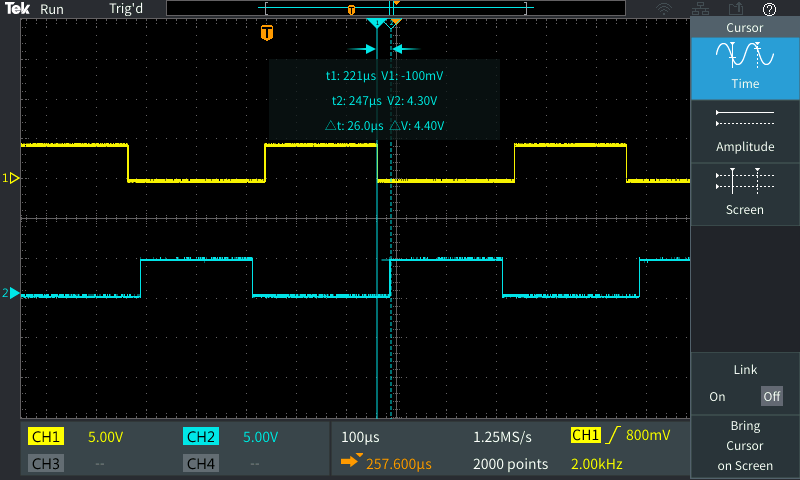 Tek Run Trig'd ?
T
T
t1: 221µs V1: -100mV
t2: 247µs V2: 4.30V
△t: 26.0µs △V: 4.40V
1
2
Cursor
Time
Amplitude
Screen
Link
On Off
Bring
Cursor
on Screen
CH1 5.00V CH2 5.00V
CH3 -- CH4 --
100µs 1.25MS/s CH1 800mV
257.600µs 2000 points 2.00kHz